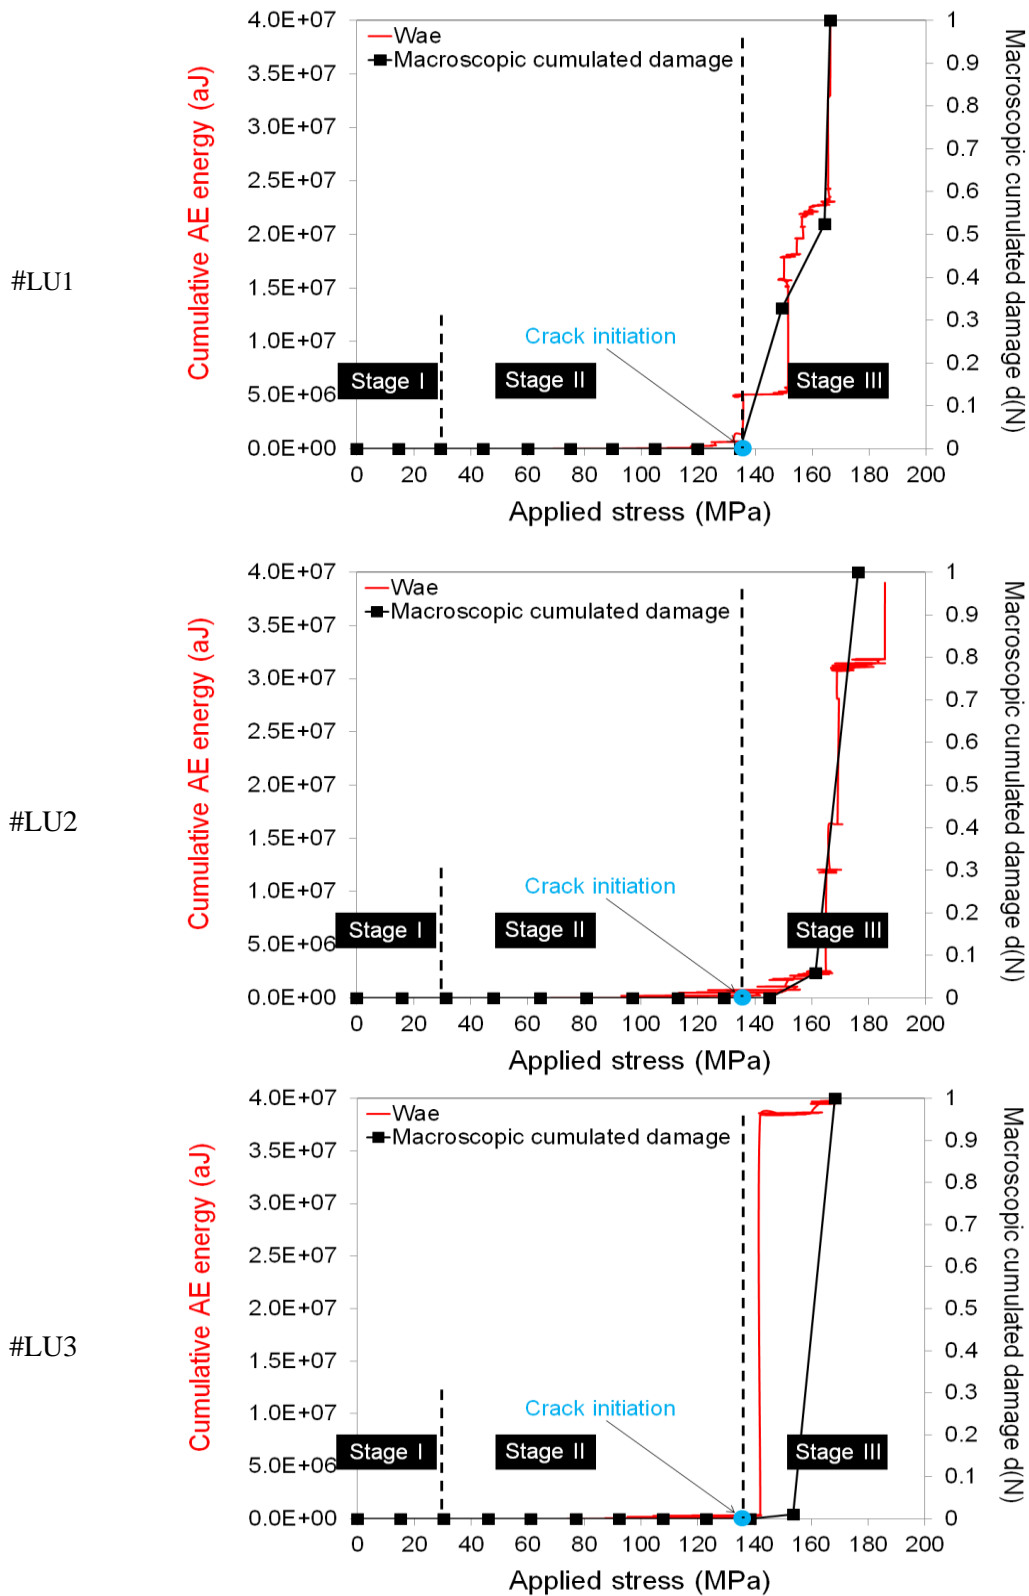 #LU1
Cumulative AE energy (aJ)
4.0E+07
3.5E+07
3.0E+07
2.5E+07
2.0E+07
1.5E+07
1.0E+07
5.0E+06
0.0E+00
Wae
Macroscopic cumulated damage
Crack initiation
Stage I
Stage II
Stage III
1
0.9
0.8
0.7
0.6
0.5
0.4
0.3
0.2
0.1
0
Macroscopic cumulated damage d(N)
0 20 40 60 80 100 120 140 160 180 200
Applied stress (MPa)
#LU2
Cumulative AE energy (aJ)
4.0E+07
3.5E+07
3.0E+07
2.5E+07
2.0E+07
1.5E+07
1.0E+07
5.0E+06
0.0E+00
Wae
Macroscopic cumulated damage
Crack initiation
Stage I
Stage II
Stage III
1
0.9
0.8
0.7
0.6
0.5
0.4
0.3
0.2
0.1
0
Macroscopic cumulated damage d(N)
0 20 40 60 80 100 120 140 160 180 200
Applied stress (MPa)
#LU3
Cumulative AE energy (aJ)
4.0E+07
3.5E+07
3.0E+07
2.5E+07
2.0E+07
1.5E+07
1.0E+07
5.0E+06
0.0E+00
Wae
Macroscopic cumulated damage
Crack initiation
Stage I
Stage II
Stage III
1
0.9
0.8
0.7
0.6
0.5
0.4
0.3
0.2
0.1
0
Macroscopic cumulated damage d(N)
0 20 40 60 80 100 120 140 160 180 200
Applied stress (MPa)